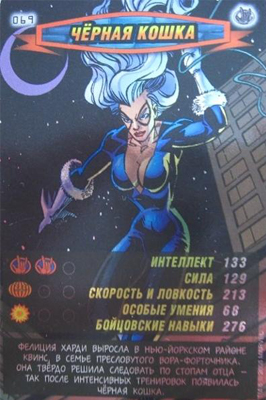 069
ЧЁРНАЯ КОШКА
ИНТЕЛЛЕКТ 133
СИЛА 129
СКОРОСТЬ И ЛОВКОСТЬ 213
ОСОБЫЕ УМЕНИЯ 68
БОЙЦОВСКИЕ НАВЫКИ 276
ФЕЛИЦИЯ ХАРДИ ВЫРОСЛА В НЬЮ-ЙОРКСКОМ РАЙОНЕ
КВИНС, В СЕМЬЕ ПРЕСЛОВУТОГО ВОРА-ФОРТОЧНИКА.
ОНА ТВЁРДО РЕШИЛА СЛЕДОВАТЬ ПО СТОПАМ ОТЦА –
ТАК ПОСЛЕ ИНТЕНСИВНЫХ ТРЕНИРОВОК ПОЯВИЛАСЬ
ЧЁРНАЯ КОШКА.